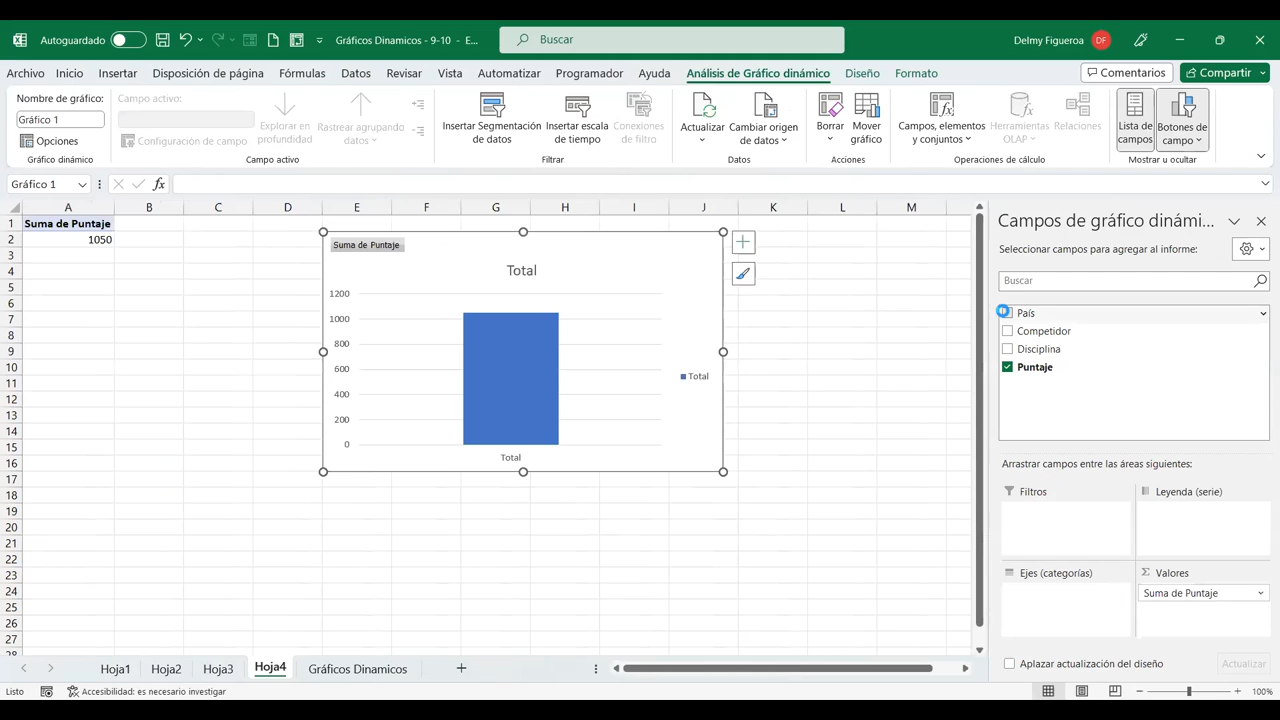 Autoguardado
Gráficos Dinamicos - 9-10 - E...
Buscar
Delmy Figueroa
DF
Archivo
Inicio
Insertar
Disposición de página
Fórmulas
Datos
Revisar
Vista
Automatizar
Programador
Ayuda
Análisis de Gráfico dinámico
Diseño
Formato
Comentarios
Compartir
Nombre de gráfico:
Gráfico 1
Opciones
Gráfico dinámico
Campo activo:
Configuración de campo
Explorar en
profundidad
Rastrear agrupando
datos
Campo activo
Insertar Segmentación
de datos
Insertar escala
de tiempo
Conexiones
de filtro
Filtrar
Actualizar
Cambiar origen
de datos
Datos
Borrar
Mover
gráfico
Acciones
Campos, elementos
y conjuntos
Herramientas
OLAP
Relaciones
Operaciones de cálculo
Lista de
campos
Botones de
campo
Mostrar u ocultar
Gráfico 1
fx
A B C D E F G H I J K L M
1 Suma de Puntaje
2 1050
3
4
5
6
7
8
9
10
11
12
13
14
15
16
17
18
19
20
21
22
23
24
25
26
27
28
Suma de Puntaje
Total
1200
1000
800
600
400
200
0
Total
Total
Campos de gráfico dinámi...
Seleccionar campos para agregar al informe:
Buscar
País
Competidor
Disciplina
Puntaje
Arrastrar campos entre las áreas siguientes:
Filtros
Leyenda (serie)
Ejes (categorías)
Valores
Suma de Puntaje
Aplazar actualización del diseño
Actualizar
Hoja1
Hoja2
Hoja3
Hoja4
Gráficos Dinamicos
Listo
Accesibilidad: es necesario investigar
100%